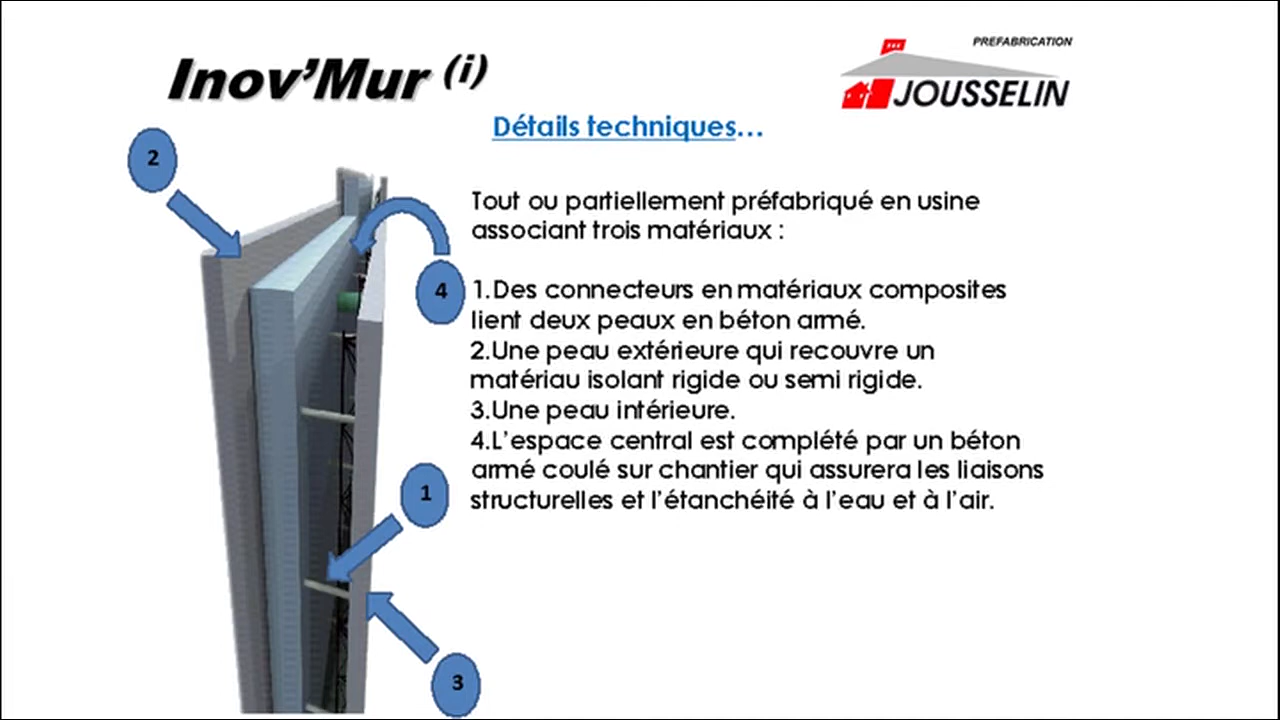 Inov’Mur (i)
PREFABRICATION
JOUSSELIN
Détails techniques…
2
Tout ou partiellement préfabriqué en usine
associant trois matériaux :
4
1.Des connecteurs en matériaux composites
lient deux peaux en béton armé.
2.Une peau extérieure qui recouvre un
matériau isolant rigide ou semi rigide.
3.Une peau intérieure.
4.L’espace central est complété par un béton
armé coulé sur chantier qui assurera les liaisons
structurelles et l’étanchéité à l’eau et à l’air.
1
3